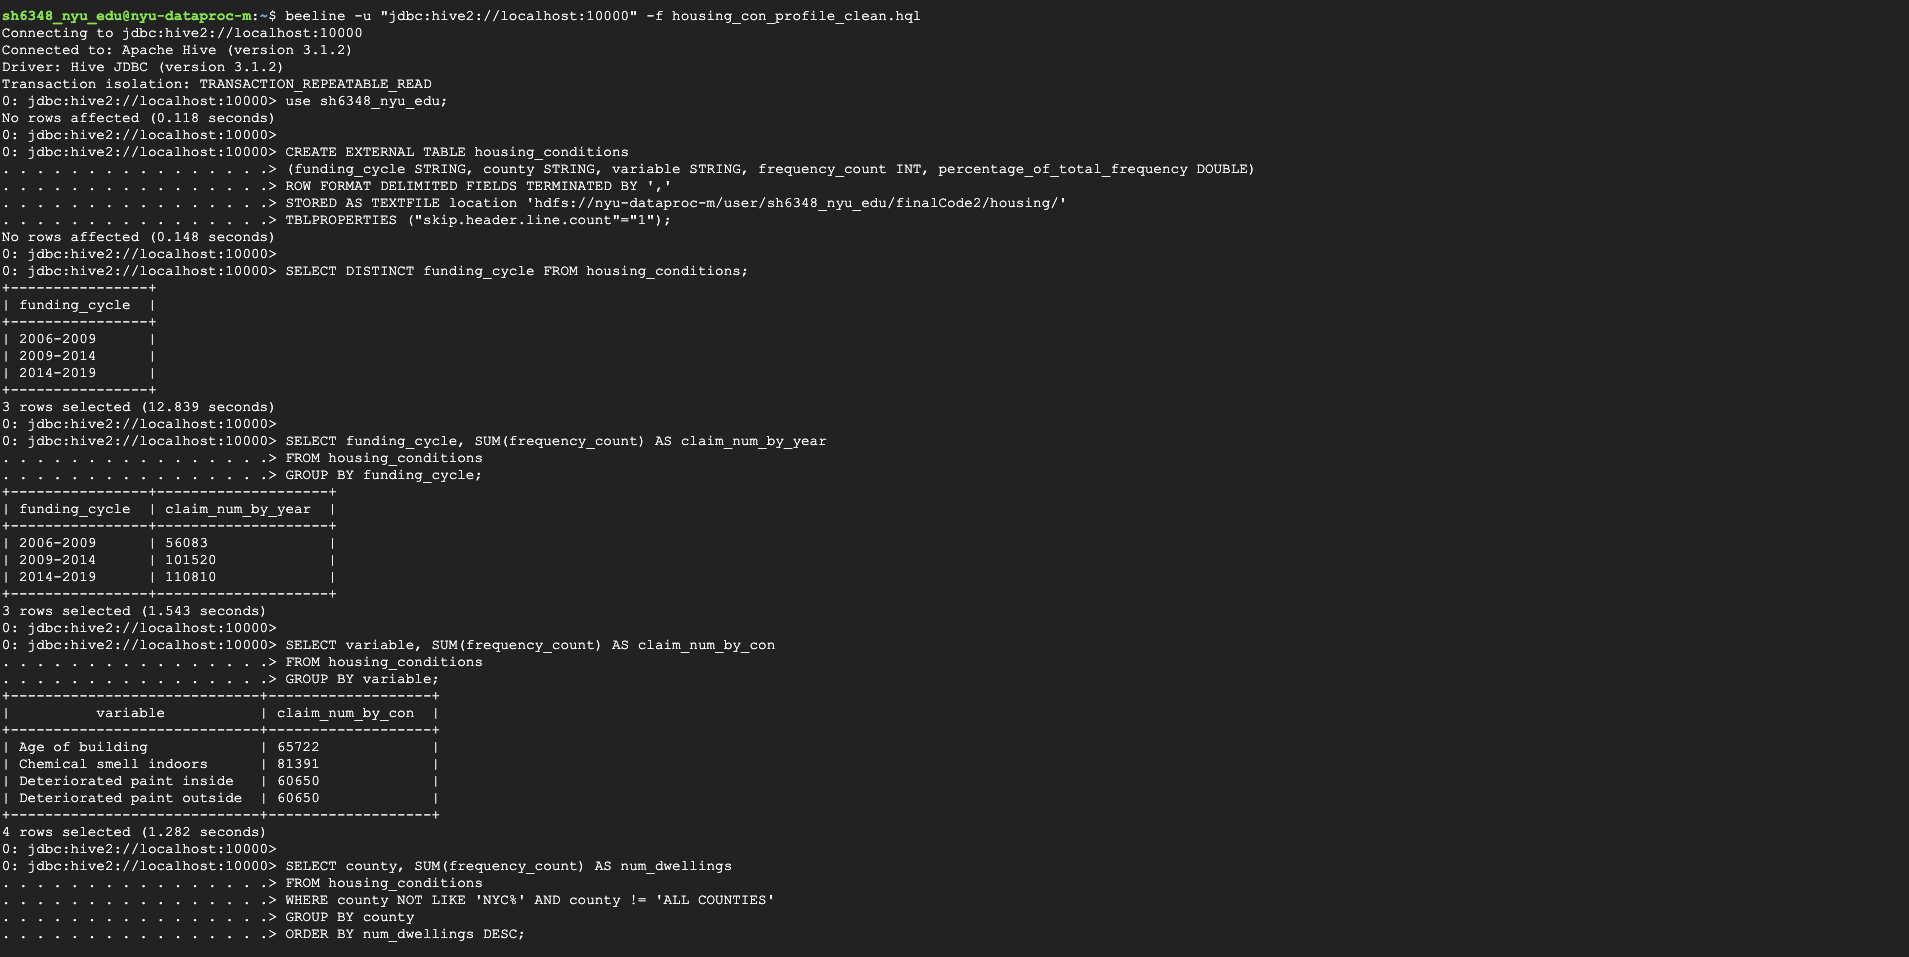 sh6348_nyu_edu@nyu-dataproc-m:~$ beeline -u "jdbc:hive2://localhost:10000" -f housing_con_profile_clean.hql
Connecting to jdbc:hive2://localhost:10000
Connected to: Apache Hive (version 3.1.2)
Driver: Hive JDBC (version 3.1.2)
Transaction isolation: TRANSACTION_REPEATABLE_READ
0: jdbc:hive2://localhost:10000> use sh6348_nyu_edu;
No rows affected (0.118 seconds)
0: jdbc:hive2://localhost:10000>
0: jdbc:hive2://localhost:10000> CREATE EXTERNAL TABLE housing_conditions
. . . . . . . . . . . . . . . .> (funding_cycle STRING, county STRING, variable STRING, frequency_count INT, percentage_of_total_frequency DOUBLE)
. . . . . . . . . . . . . . . .> ROW FORMAT DELIMITED FIELDS TERMINATED BY ','
. . . . . . . . . . . . . . . .> STORED AS TEXTFILE location 'hdfs://nyu-dataproc-m/user/sh6348_nyu_edu/finalCode2/housing/'
. . . . . . . . . . . . . . . .> TBLPROPERTIES ("skip.header.line.count"="1");
No rows affected (0.148 seconds)
0: jdbc:hive2://localhost:10000>
0: jdbc:hive2://localhost:10000> SELECT DISTINCT funding_cycle FROM housing_conditions;
+----------------+
| funding_cycle  |
+----------------+
| 2006-2009      |
| 2009-2014      |
| 2014-2019      |
+----------------+
3 rows selected (12.839 seconds)
0: jdbc:hive2://localhost:10000>
0: jdbc:hive2://localhost:10000> SELECT funding_cycle, SUM(frequency_count) AS claim_num_by_year
. . . . . . . . . . . . . . . .> FROM housing_conditions
. . . . . . . . . . . . . . . .> GROUP BY funding_cycle;
+----------------+--------------------+
| funding_cycle  | claim_num_by_year  |
+----------------+--------------------+
| 2006-2009      | 56083              |
| 2009-2014      | 101520             |
| 2014-2019      | 110810             |
+----------------+--------------------+
3 rows selected (1.543 seconds)
0: jdbc:hive2://localhost:10000>
0: jdbc:hive2://localhost:10000> SELECT variable, SUM(frequency_count) AS claim_num_by_con
. . . . . . . . . . . . . . . .> FROM housing_conditions
. . . . . . . . . . . . . . . .> GROUP BY variable;
+-----------------------------+-------------------+
|          variable           | claim_num_by_con  |
+-----------------------------+-------------------+
| Age of building             | 65722             |
| Chemical smell indoors      | 81391             |
| Deteriorated paint inside   | 60650             |
| Deteriorated paint outside  | 60650             |
+-----------------------------+-------------------+
4 rows selected (1.282 seconds)
0: jdbc:hive2://localhost:10000>
0: jdbc:hive2://localhost:10000> SELECT county, SUM(frequency_count) AS num_dwellings
. . . . . . . . . . . . . . . .> FROM housing_conditions
. . . . . . . . . . . . . . . .> WHERE county NOT LIKE 'NYC%' AND county != 'ALL COUNTIES'
. . . . . . . . . . . . . . . .> GROUP BY county
. . . . . . . . . . . . . . . .> ORDER BY num_dwellings DESC;